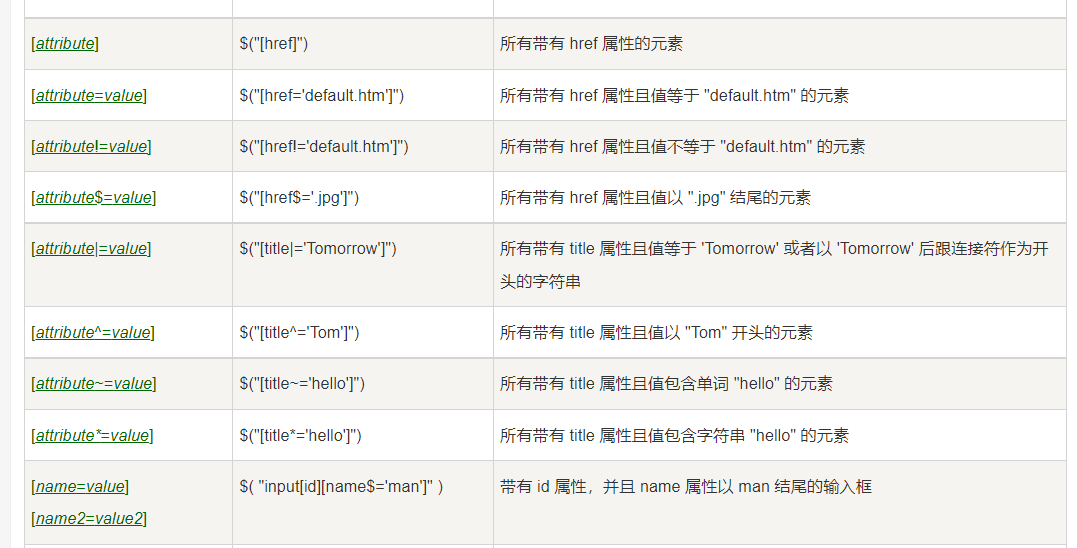 [attribute] $("[href]") 所有带有 href 属性的元素
[attribute=value] $("[href='default.htm']") 所有带有 href 属性且值等于 "default.htm" 的元素
[attribute!=value] $("[href!='default.htm']") 所有带有 href 属性且值不等于 "default.htm" 的元素
[attribute$=value] $("[href$='.jpg']") 所有带有 href 属性且值以 ".jpg" 结尾的元素
[attribute|=value] $("[title|='Tomorrow']") 所有带有 title 属性且值等于 'Tomorrow' 或者以 'Tomorrow' 后跟连接符作为开
头的字符串
[attribute^=value] $("[title^='Tom']") 所有带有 title 属性且值以 "Tom" 开头的元素
[attribute~=value] $("[title~='hello']") 所有带有 title 属性且值包含单词 "hello" 的元素
[attribute*=value] $("[title*='hello']") 所有带有 title 属性且值包含字符串 "hello" 的元素
[name=value] $( "input[id][name$='man']" ) 带有 id 属性，并且 name 属性以 man 结尾的输入框
[name2=value2]